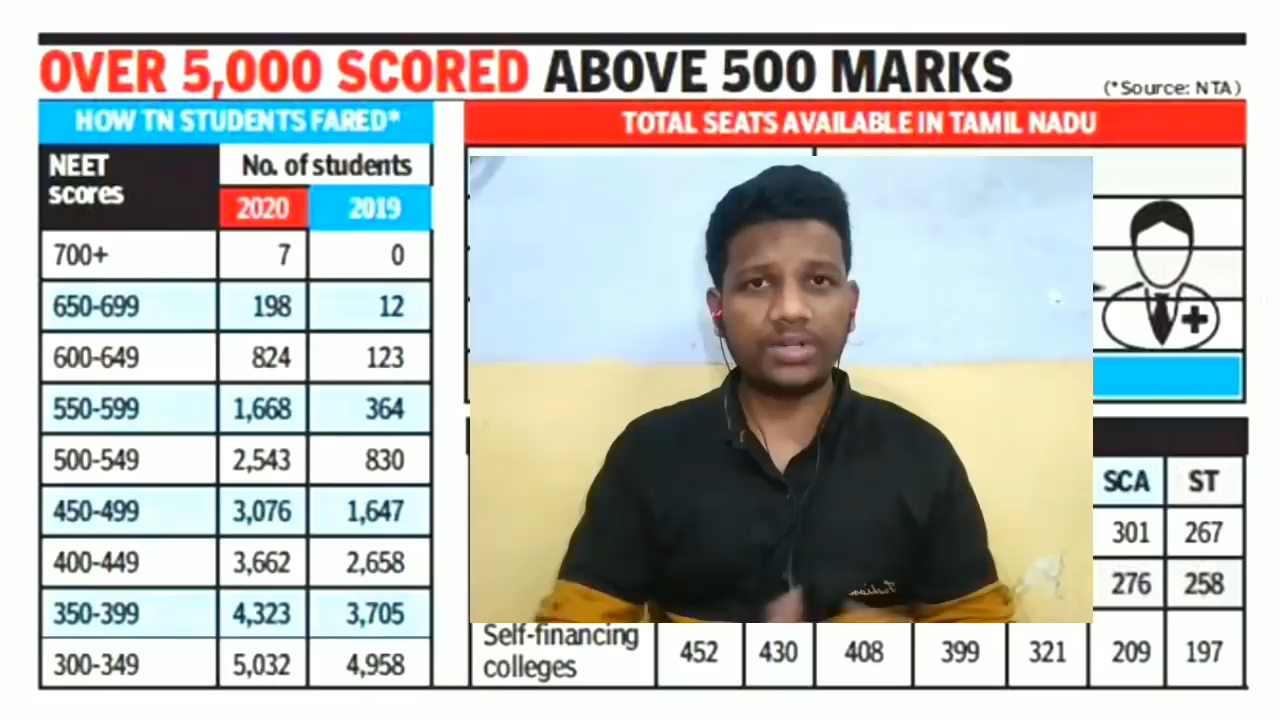 OVER 5,000 SCORED ABOVE 500 MARKS
(*Source: NTA)
HOW TN STUDENTS FARED*
NEET scores
No. of students
2020 2019
700+ 7 0
650-699 198 12
600-649 824 123
550-599 1,668 364
500-549 2,543 830
450-499 3,076 1,647
400-449 3,662 2,658
350-399 4,323 3,705
300-349 5,032 4,958
TOTAL SEATS AVAILABLE IN TAMIL NADU
SCA ST
301 267
276 258
Self-financing
colleges 452 430 408 399 321 209 197